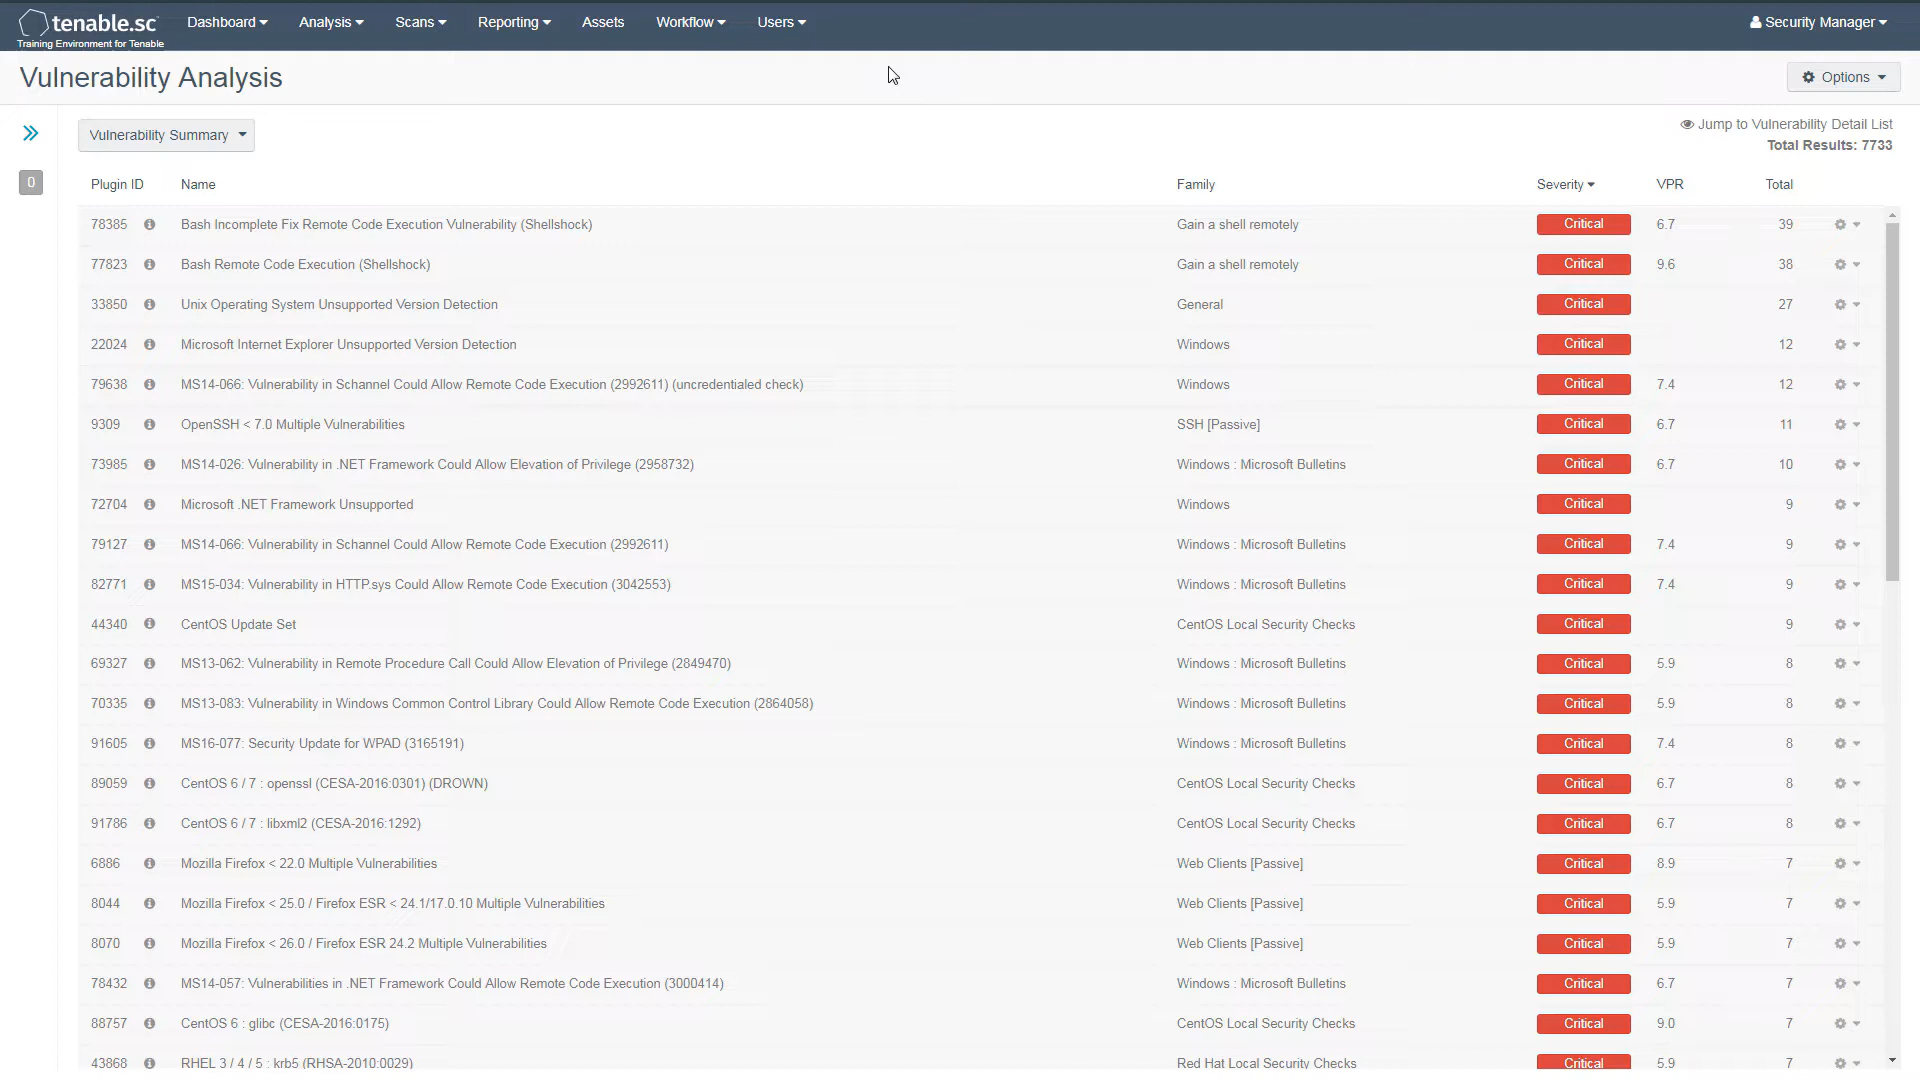 tenable.sc Dashboard Analysis Scans Reporting Assets Workflow Users Security Manager
Training Environment for Tenable
Vulnerability Analysis Options
Vulnerability Summary Jump to Vulnerability Detail List
Total Results: 7733
0
Plugin ID Name Family Severity VPR Total
78385 Bash Incomplete Fix Remote Code Execution Vulnerability (Shellshock) Gain a shell remotely Critical 6.7 39
77823 Bash Remote Code Execution (Shellshock) Gain a shell remotely Critical 9.6 38
33850 Unix Operating System Unsupported Version Detection General Critical 27
22024 Microsoft Internet Explorer Unsupported Version Detection Windows Critical 12
79638 MS14-066: Vulnerability in Schannel Could Allow Remote Code Execution (2992611) (uncredentialed check) Windows Critical 7.4 12
9309 OpenSSH < 7.0 Multiple Vulnerabilities SSH [Passive] Critical 6.7 11
73985 MS14-026: Vulnerability in .NET Framework Could Allow Elevation of Privilege (2958732) Windows : Microsoft Bulletins Critical 6.7 10
72704 Microsoft .NET Framework Unsupported Windows Critical 9
79127 MS14-066: Vulnerability in Schannel Could Allow Remote Code Execution (2992611) Windows : Microsoft Bulletins Critical 7.4 9
82771 MS15-034: Vulnerability in HTTP.sys Could Allow Remote Code Execution (3042553) Windows : Microsoft Bulletins Critical 7.4 9
44340 CentOS Update Set CentOS Local Security Checks Critical 9
69327 MS13-062: Vulnerability in Remote Procedure Call Could Allow Elevation of Privilege (2849470) Windows : Microsoft Bulletins Critical 5.9 8
70335 MS13-083: Vulnerability in Windows Common Control Library Could Allow Remote Code Execution (2864058) Windows : Microsoft Bulletins Critical 5.9 8
91605 MS16-077: Security Update for WPAD (3165191) Windows : Microsoft Bulletins Critical 7.4 8
89059 CentOS 6 / 7 : openssl (CESA-2016:0301) (DROWN) CentOS Local Security Checks Critical 6.7 8
91786 CentOS 6 / 7 : libxml2 (CESA-2016:1292) CentOS Local Security Checks Critical 6.7 8
6886 Mozilla Firefox < 22.0 Multiple Vulnerabilities Web Clients [Passive] Critical 8.9 7
8044 Mozilla Firefox < 25.0 / Firefox ESR < 24.1/17.0.10 Multiple Vulnerabilities Web Clients [Passive] Critical 5.9 7
8070 Mozilla Firefox < 26.0 / Firefox ESR 24.2 Multiple Vulnerabilities Web Clients [Passive] Critical 5.9 7
78432 MS14-057: Vulnerabilities in .NET Framework Could Allow Remote Code Execution (3000414) Windows : Microsoft Bulletins Critical 6.7 7
88757 CentOS 6 : glibc (CESA-2016:0175) CentOS Local Security Checks Critical 9.0 7
43868 RHEL 3 / 4 / 5 : krb5 (RHSA-2010:0029) Red Hat Local Security Checks Critical 5.9 7